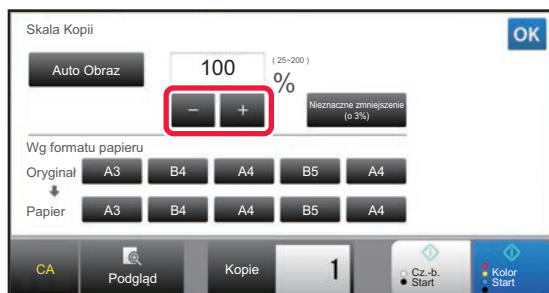 Skala Kopii
OK
Auto Obraz
100
( 25~200 )
%
−
+
Nieznaczne zmniejszenie
(o 3%)
Wg formatu papieru
Oryginał
A3
B4
A4
B5
A4
Papier
A3
B4
A4
B5
A4
CA
Podgląd
Kopie
1
Cz.-b.
Start
Kolor
Start